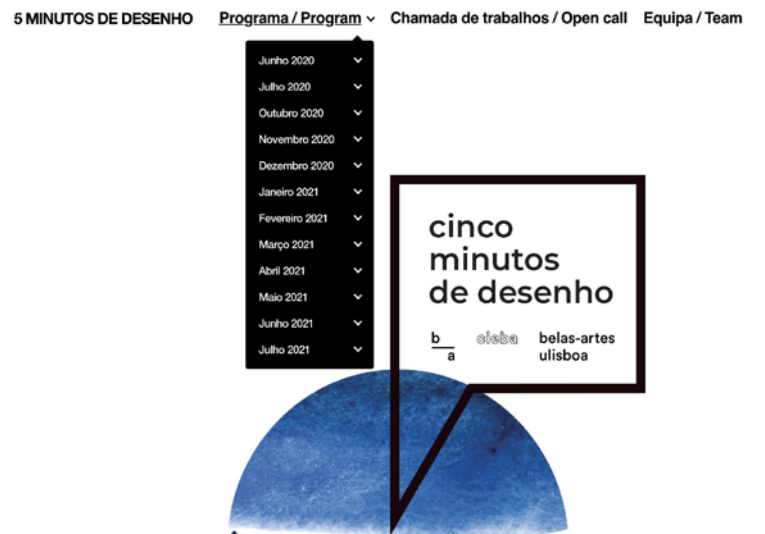 5 MINUTOS DE DESENHO Programa / Program Chamada de trabalhos / Open call Equipa / Team
Junho 2020
Julho 2020
Outubro 2020
Novembro 2020
Dezembro 2020
Janeiro 2021
Fevereiro 2021
Março 2021
Abril 2021
Maio 2021
Junho 2021
Julho 2021
cinco
minutos
de desenho
b a
cieba
belas-artes
ulisboa